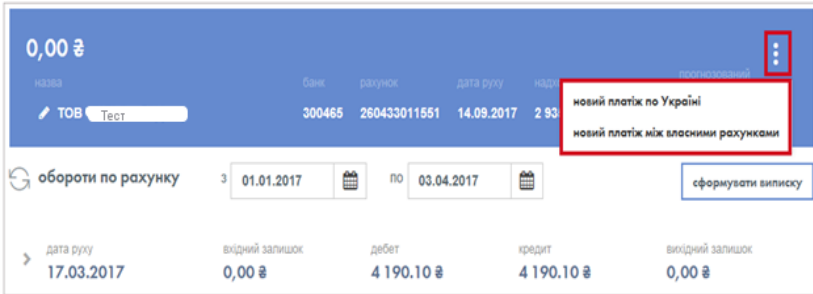 0,00 ₴
назва банк рахунок дата руху прогнозований
ТОВ Тест 300465 260433011551 14.09.2017 2 93
новий платіж по Україні
новий платіж між власними рахунками
обороти по рахунку з 01.01.2017 по 03.04.2017 сформувати виписку
дата руху вхідний залишок дебет кредит вихідний залишок
17.03.2017 0,00 ₴ 4 190.10 ₴ 4 190.10 ₴ 0,00 ₴